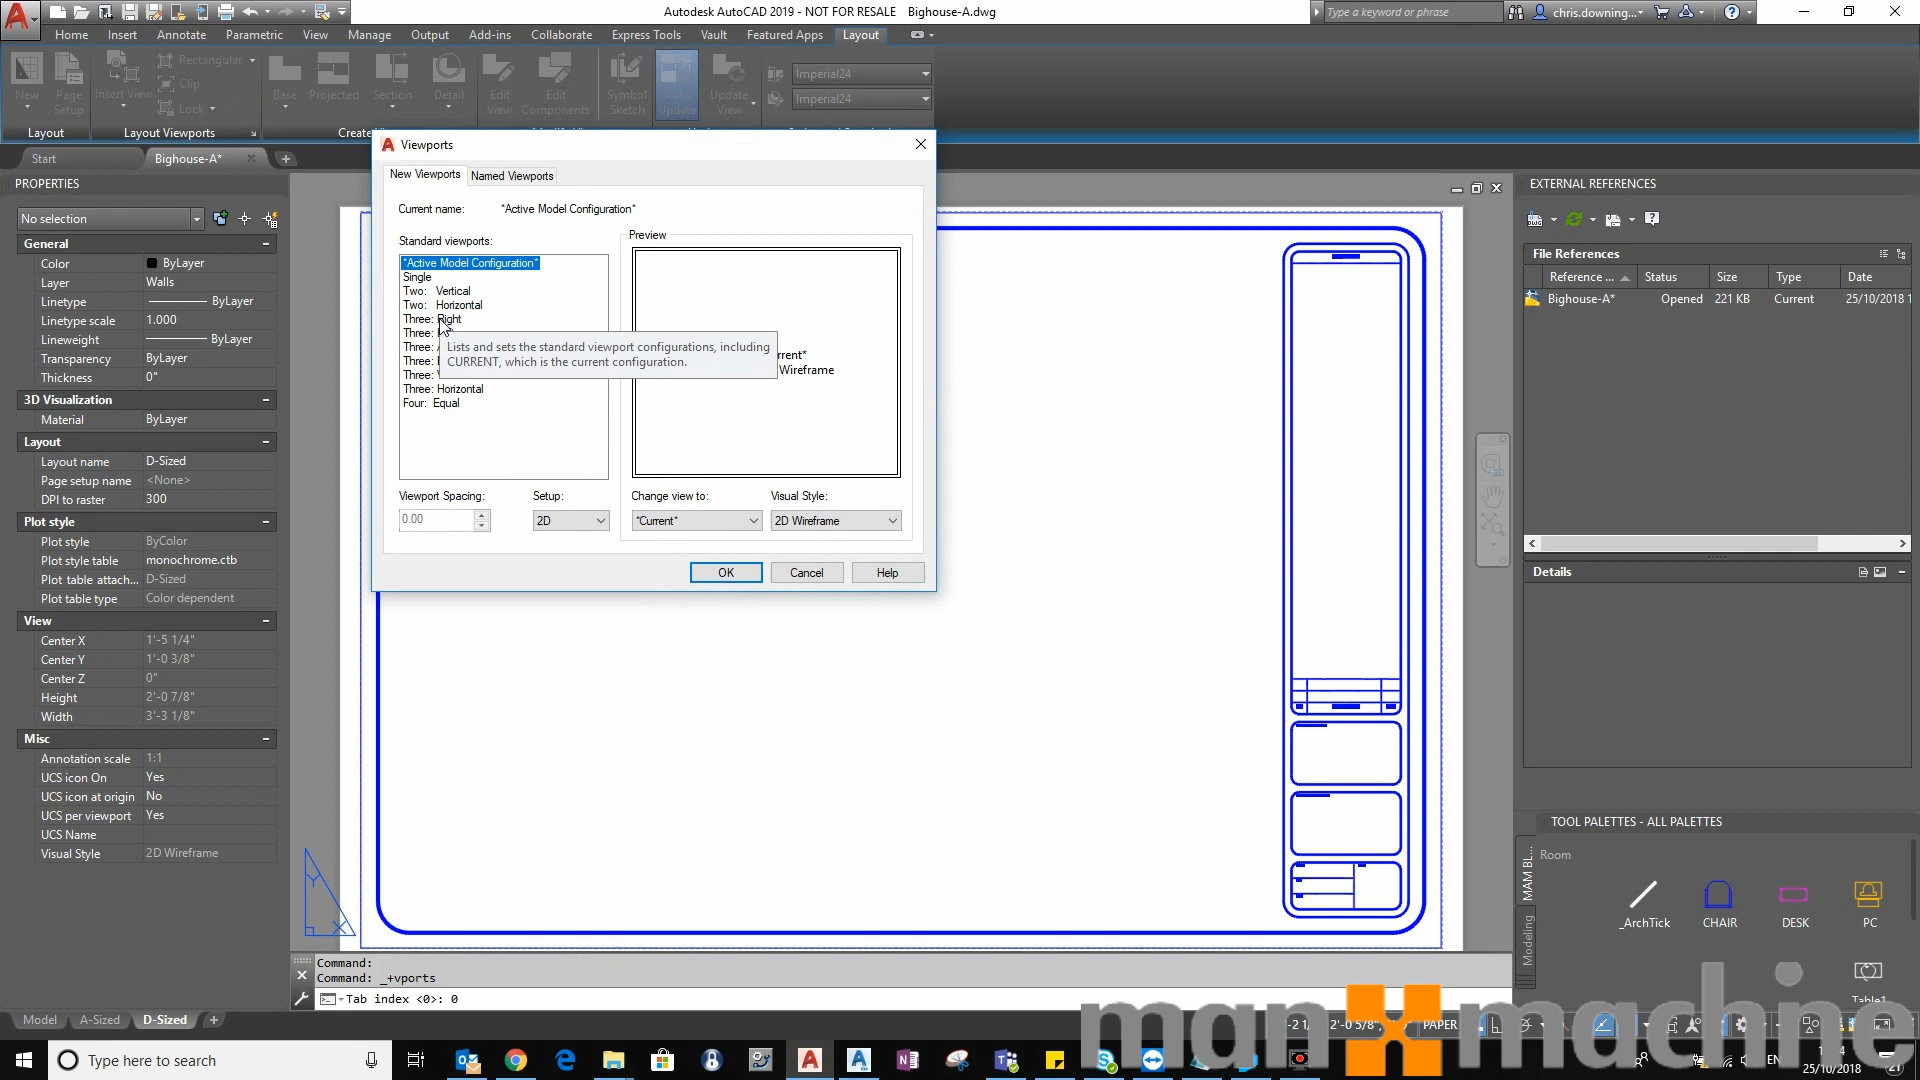 Autodesk AutoCAD 2019 - NOT FOR RESALE Bighouse-A.dwg
Type a keyword or phrase
chris.downing...
Home Insert Annotate Parametric View Manage Output Add-ins Collaborate Express Tools Vault Featured Apps Layout
New
Page Setup
Insert View
Rectangular
Clip
Lock
Base
Projected
Section
Detail
Edit View
Edit Components
Symbol Sketch
Auto Update
Update View
Imperial24
Imperial24
Layout
Layout Viewports
Start
Bighouse-A*
PROPERTIES
No selection
General
Color ByLayer
Layer Walls
Linetype ByLayer
Linetype scale 1.000
Lineweight ByLayer
Transparency ByLayer
Thickness 0"
3D Visualization
Material ByLayer
Layout
Layout name D-Sized
Page setup name <None>
DPI to raster 300
Plot style
Plot style ByColor
Plot style table monochrome.ctb
Plot table attach... D-Sized
Plot table type Color dependent
View
Center X 1'-5 1/4"
Center Y 1'-0 3/8"
Center Z 0"
Height 2'-0 7/8"
Width 3'-3 1/8"
Misc
Annotation scale 1:1
UCS icon On Yes
UCS icon at origin No
UCS per viewport Yes
UCS Name
Visual Style 2D Wireframe
Viewports
New Viewports
Named Viewports
Current name: *Active Model Configuration*
Standard viewports:
*Active Model Configuration*
Single
Two: Vertical
Two: Horizontal
Three: Right
Three:
Three:
Three:
Three:
Three: Horizontal
Four: Equal
Lists and sets the standard viewport configurations, including
CURRENT, which is the current configuration.
Preview
rrent*
Wireframe
Viewport Spacing:
0.00
Setup:
2D
Change view to:
*Current*
Visual Style:
2D Wireframe
OK
Cancel
Help
EXTERNAL REFERENCES
File References
Reference ... Status Size Type Date
Bighouse-A* Opened 221 KB Current 25/10/2018 1
Details
TOOL PALETTES - ALL PALETTES
MAM BL...
Modeling
Room
_ArchTick
CHAIR
DESK
PC
Table1
Command:
Command: _+vports
Tab index <0>: 0
Model
A-Sized
D-Sized
2'-0 5/8"
PAPER
Type here to search
man machine
25/10/2018